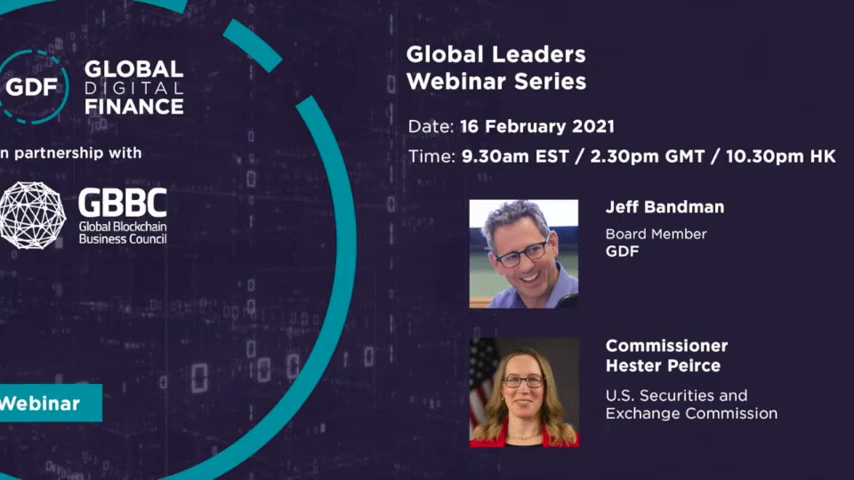 GDF
GLOBAL
DIGITAL
FINANCE
n partnership with
GBBC
Global Blockchain
Business Council
Webinar
Global Leaders
Webinar Series
Date: 16 February 2021
Time: 9.30am EST / 2.30pm GMT / 10.30pm HK
Jeff Bandman
Board Member
GDF
Commissioner
Hester Peirce
U.S. Securities and
Exchange Commission